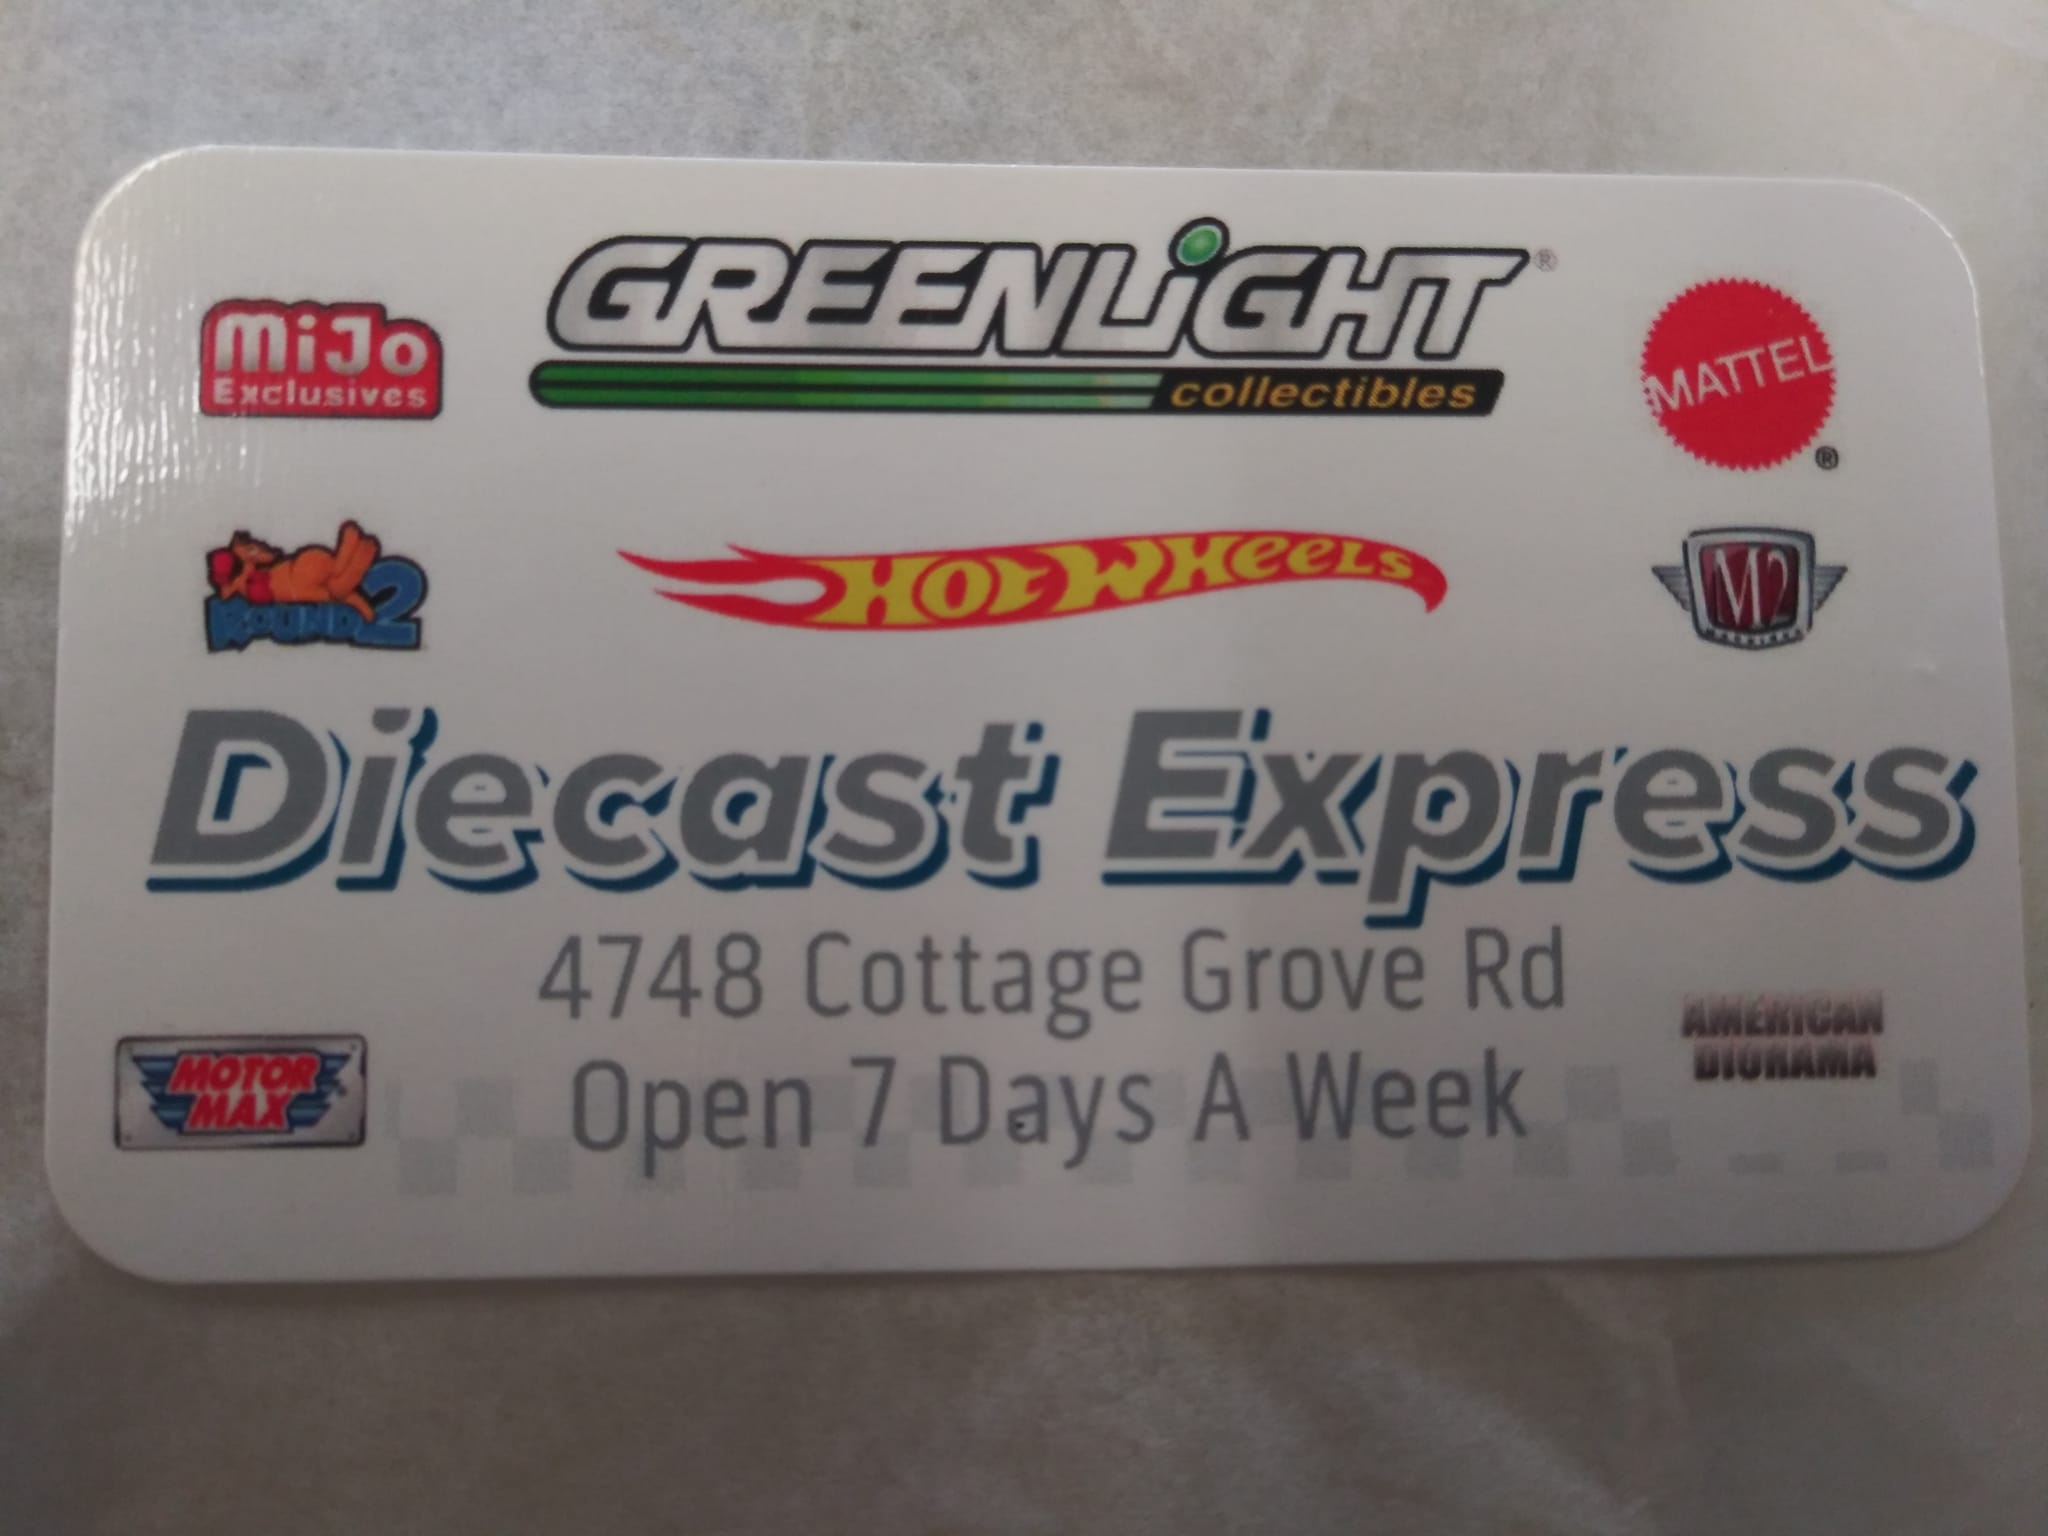 GREENLiGHT®
collectibles
MiJo
Exclusives
MATTEL
®
ROUND 2
HOT WHEELS
M2
MACHINES
Diecast Express
4748 Cottage Grove Rd
Open 7 Days A Week
MOTOR
MAX
AMERICAN
DIORAMA